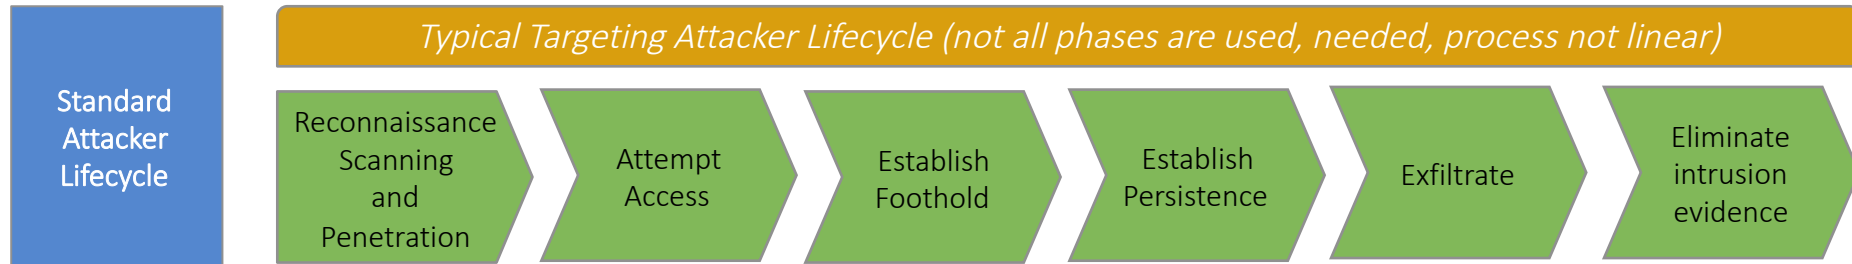 Standard
Attacker
Lifecycle
Typical Targeting Attacker Lifecycle (not all phases are used, needed, process not linear)
Reconnaissance
Scanning
and
Penetration
Attempt
Access
Establish
Foothold
Establish
Persistence
Exfiltrate
Eliminate
intrusion
evidence